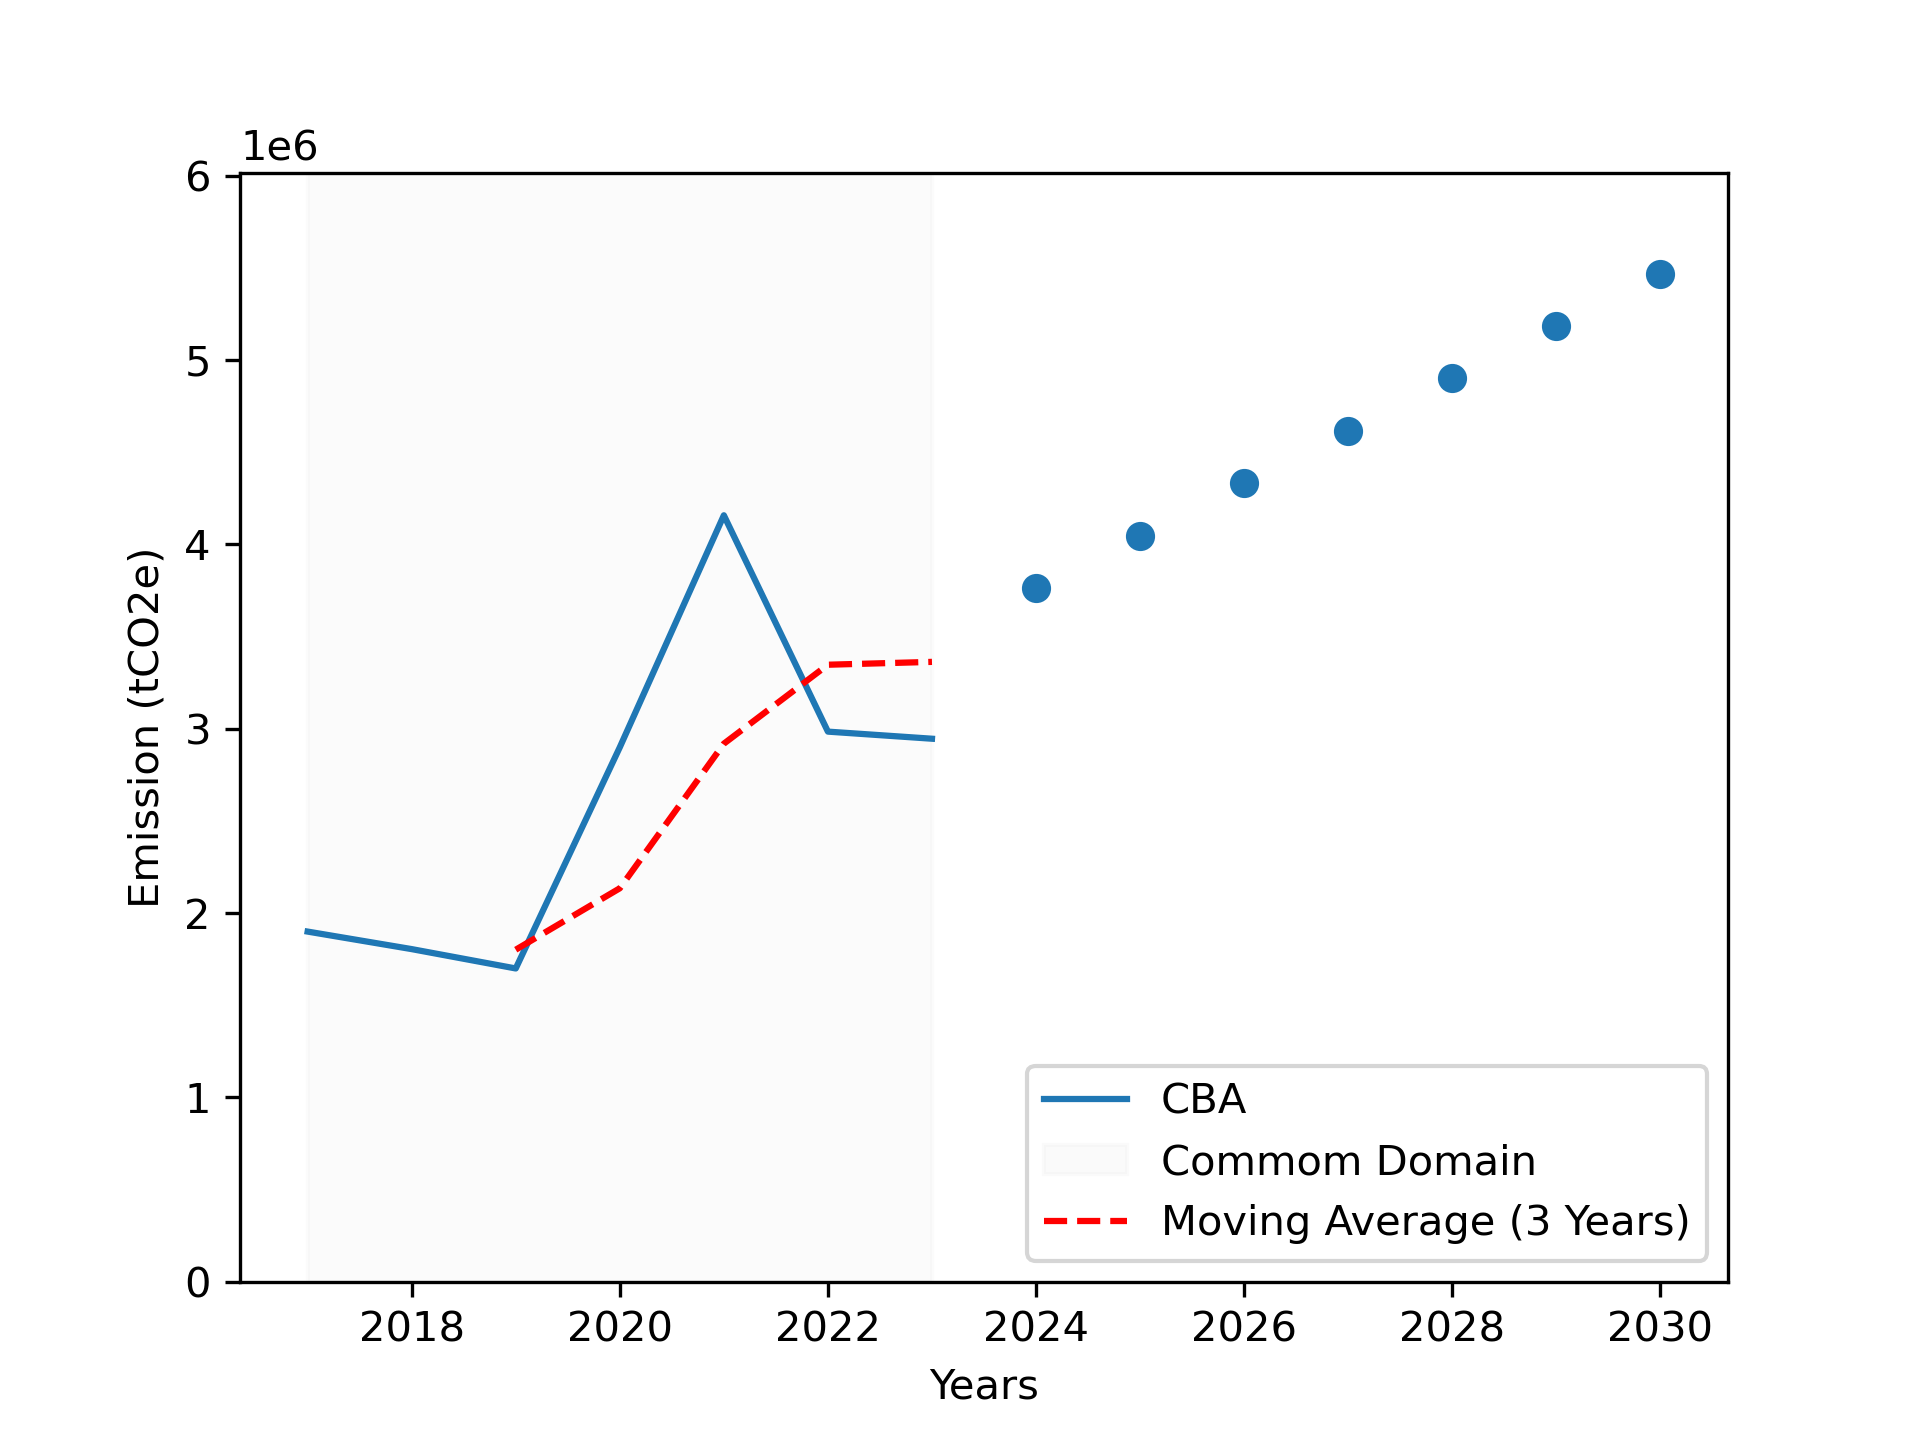 1e6
6
5
4
3
2
1
0
Emission (tCO2e)
2018 2020 2022 2024 2026 2028 2030
Years
CBA
Commom Domain
Moving Average (3 Years)